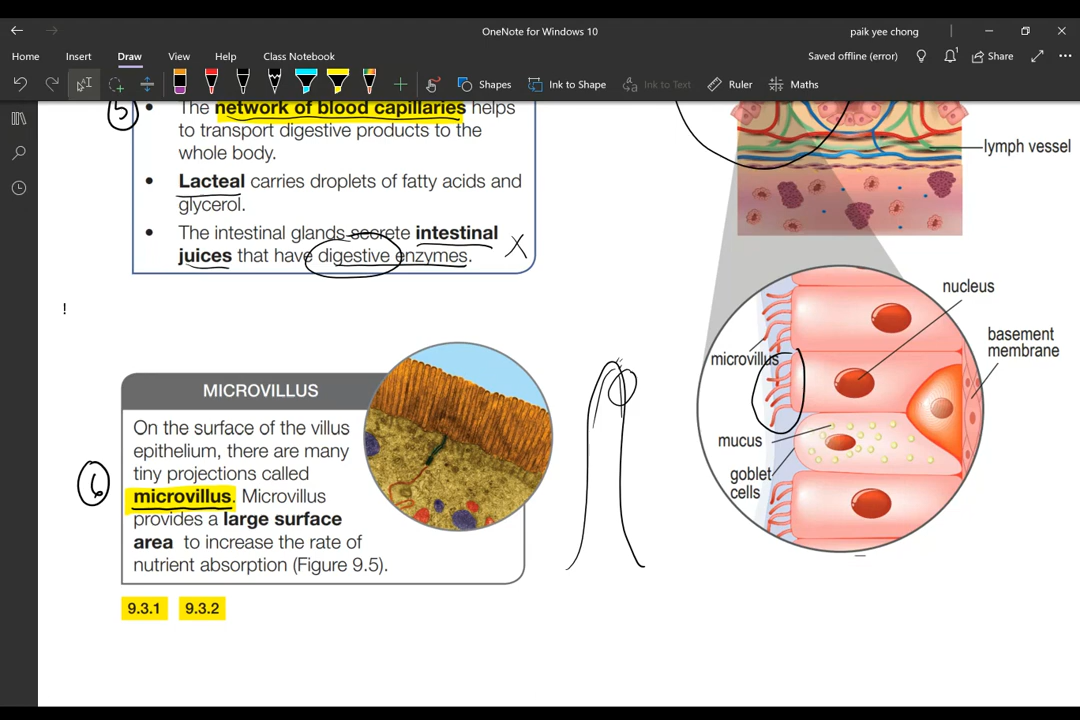 OneNote for Windows 10
paik yee chong
Home Insert Draw View Help Class Notebook
Saved offline (error)
1
Share
Shapes
Ink to Shape
Ink to Text
Ruler
Maths
5
• The network of blood capillaries helps
to transport digestive products to the
whole body.
• Lacteal carries droplets of fatty acids and
glycerol.
• The intestinal glands secrete intestinal
juices that have digestive enzymes.
X
!
MICROVILLUS
6
On the surface of the villus
epithelium, there are many
tiny projections called
microvillus. Microvillus
provides a large surface
area to increase the rate of
nutrient absorption (Figure 9.5).
9.3.1 9.3.2
lymph vessel
nucleus
basement
membrane
microvillus
mucus
goblet
cells